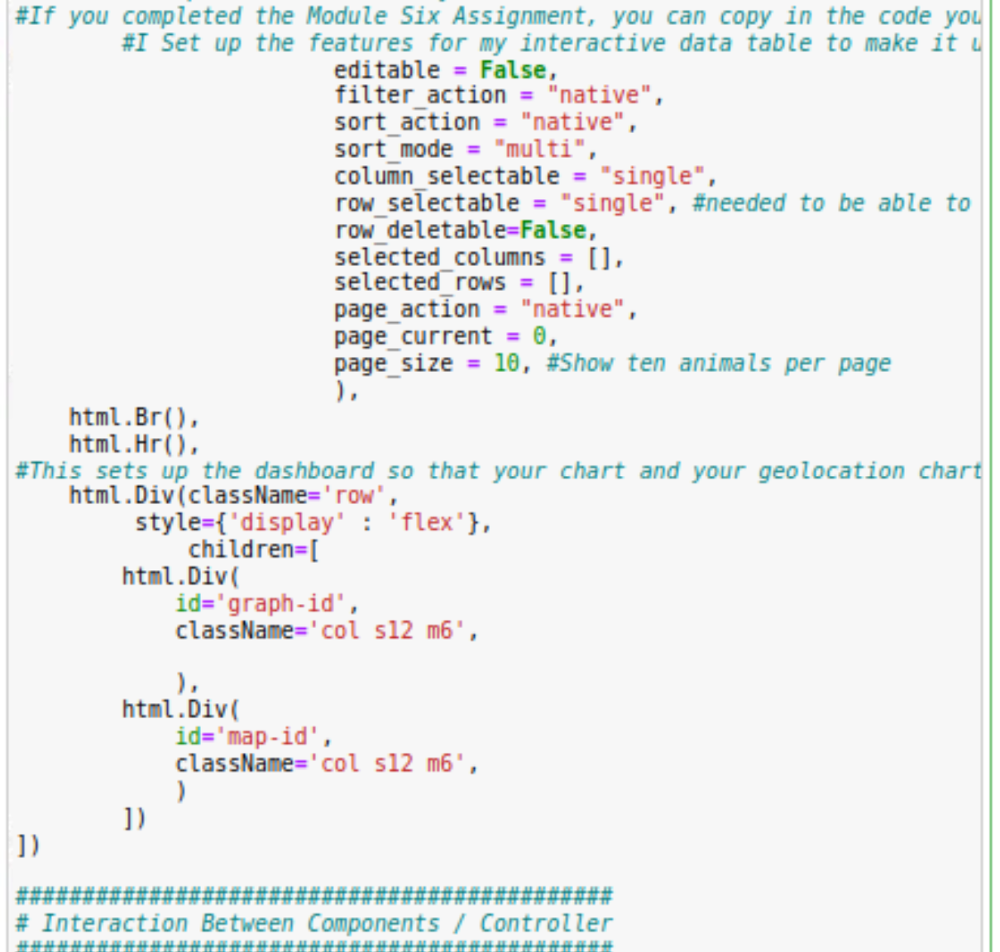 #If you completed the Module Six Assignment, you can copy in the code you
#I Set up the features for my interactive data table to make it
editable = False,
filter_action = "native",
sort_action = "native",
sort_mode = "multi",
column_selectable = "single",
row_selectable = "single", #needed to be able to
row_deletable=False,
selected_columns = [],
selected_rows = [],
page_action = "native",
page_current = 0,
page_size = 10, #Show ten animals per page
),
html.Br(),
html.Hr(),
#This sets up the dashboard so that your chart and your geolocation chart
html.Div(className='row',
style={'display' : 'flex'},
children=[
html.Div(
id='graph-id',
className='col s12 m6',
),
html.Div(
id='map-id',
className='col s12 m6',
)
])
])
#############################################
# Interaction Between Components / Controller
#############################################